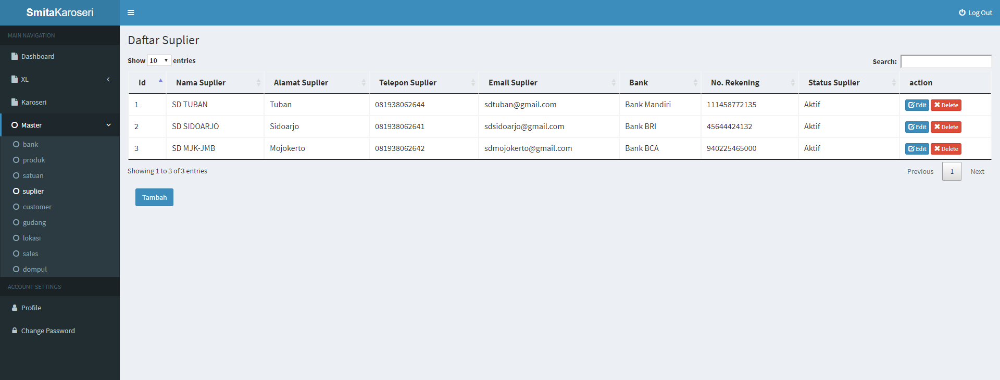 SmitaKaroseri
Log Out
MAIN NAVIGATION
Dashboard
XL
Karoseri
Master
bank
produk
satuan
suplier
customer
gudang
lokasi
sales
dompul
ACCOUNT SETTINGS
Profile
Change Password
Daftar Suplier
Show 10 entries
Search:
Id Nama Suplier Alamat Suplier Telepon Suplier Email Suplier Bank No. Rekening Status Suplier action
1 SD TUBAN Tuban 081938062644 sdtuban@gmail.com Bank Mandiri 111458772135 Aktif Edit Delete
2 SD SIDOARJO Sidoarjo 081938062641 sdsidoarjo@gmail.com Bank BRI 45644424132 Aktif Edit Delete
3 SD MJK-JMB Mojokerto 081938062642 sdmojokerto@gmail.com Bank BCA 940225465000 Aktif Edit Delete
Showing 1 to 3 of 3 entries
Previous 1 Next
Tambah